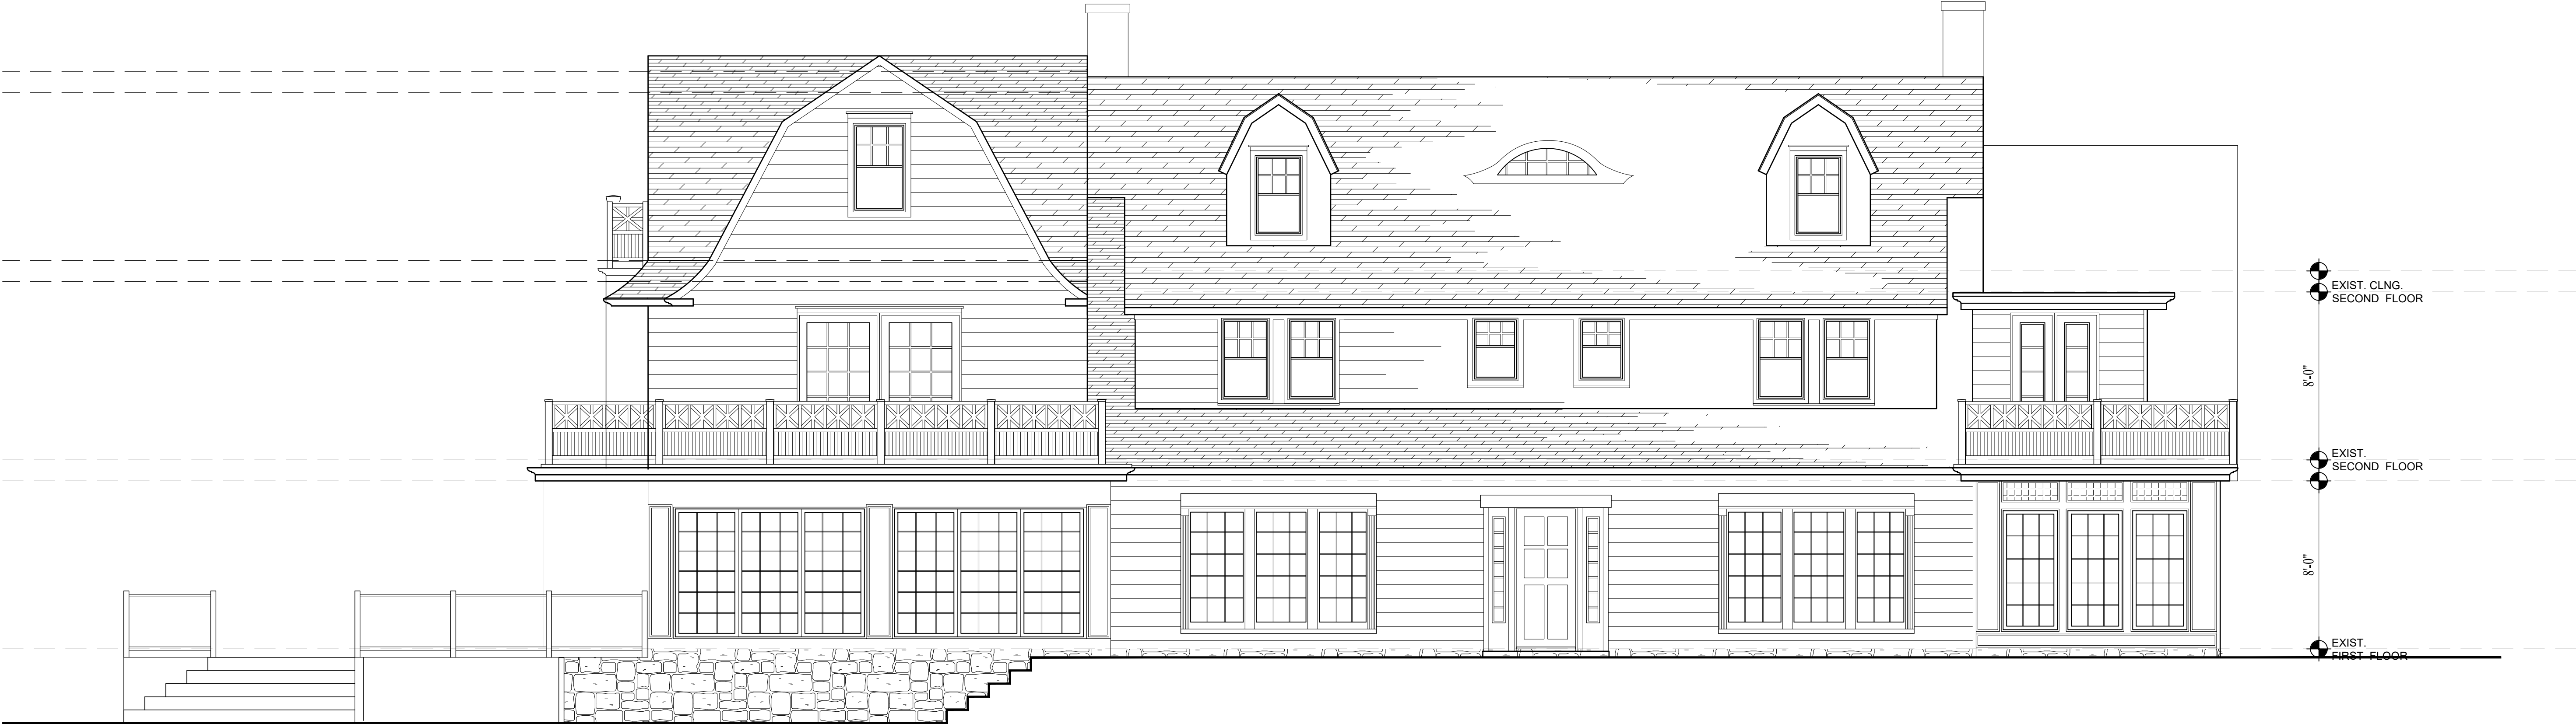 EXIST. CLNG.
SECOND FLOOR
8'-0"
EXIST.
SECOND FLOOR
8'-0"
EXIST.
FIRST FLOOR